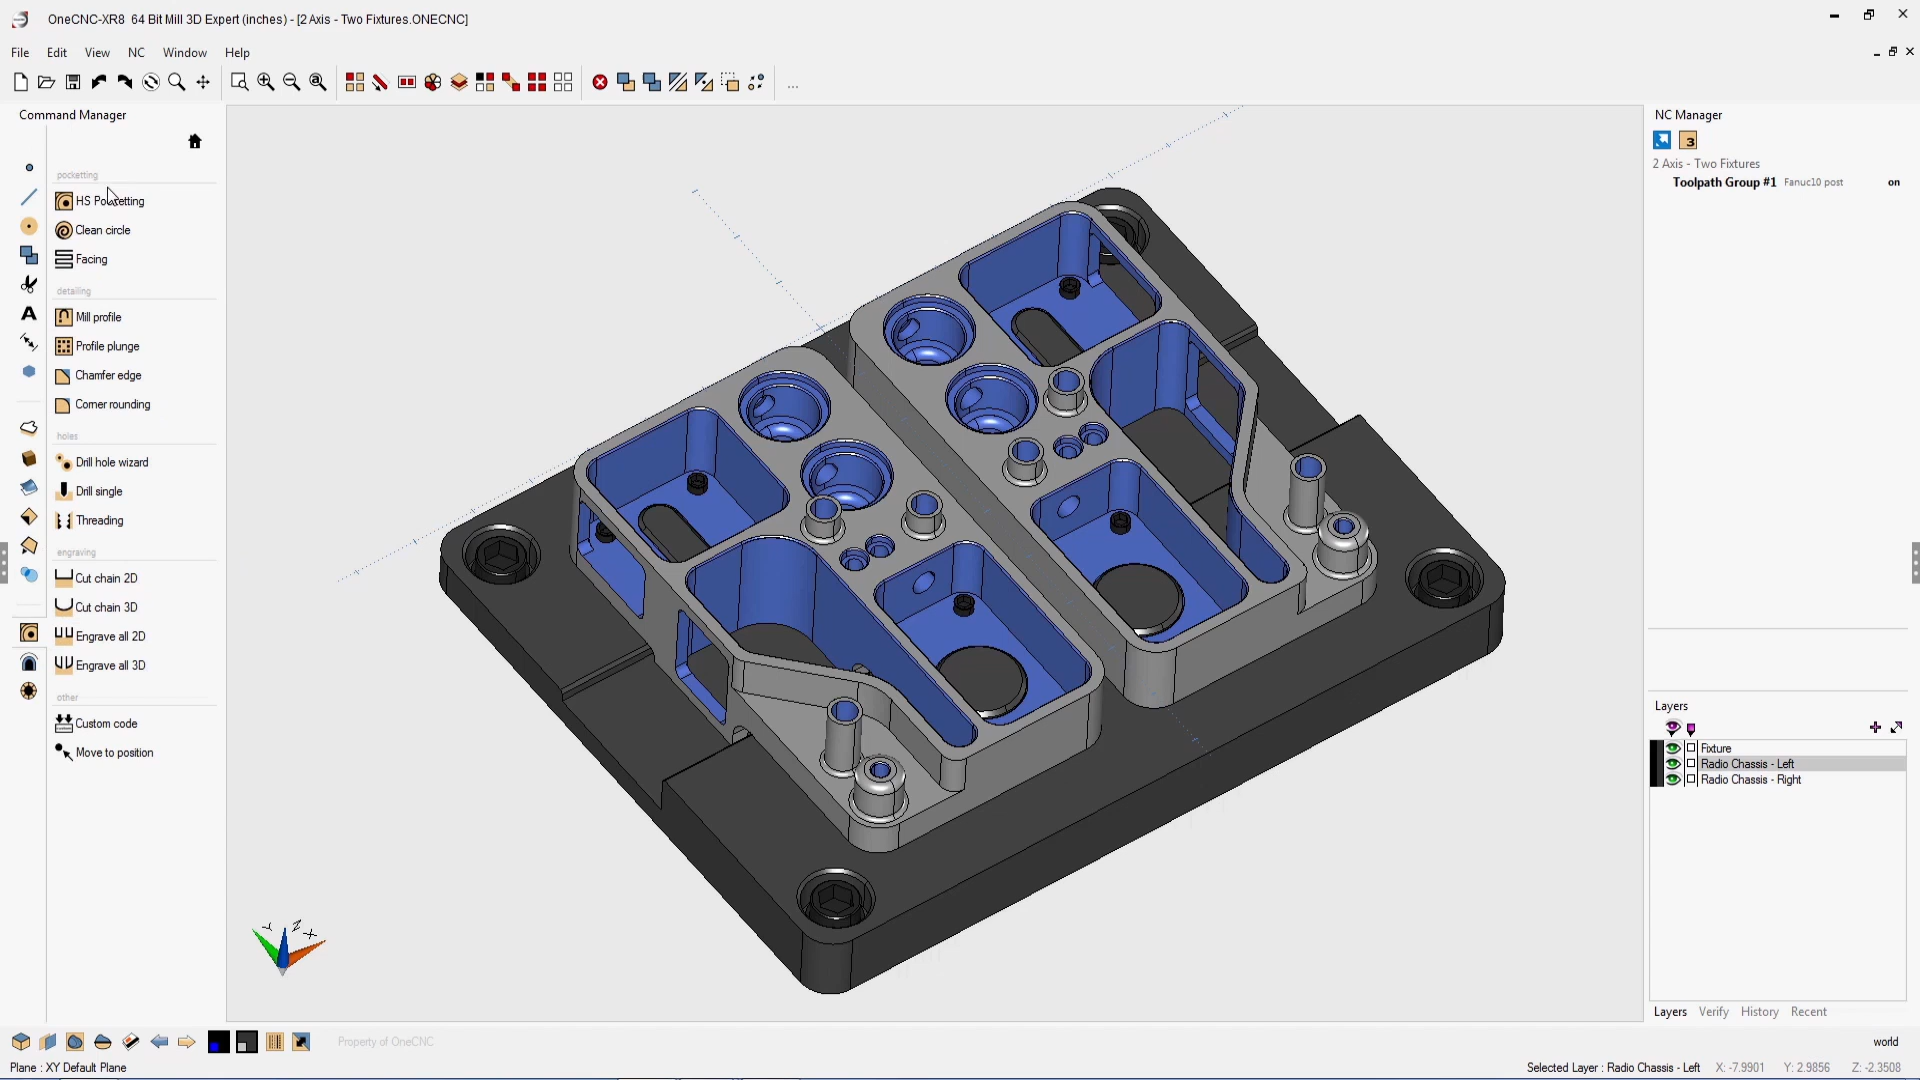 OneCNC-XR8 64 Bit Mill 3D Expert (inches) - [2 Axis - Two Fixtures.ONECNC]
File Edit View NC Window Help
...
Command Manager
pocketting
HS Pocketting
Clean circle
Facing
detailing
Mill profile
Profile plunge
Chamfer edge
Corner rounding
holes
Drill hole wizard
Drill single
Threading
engraving
Cut chain 2D
Cut chain 3D
Engrave all 2D
Engrave all 3D
other
Custom code
Move to position
A
Y Z X
NC Manager
3
2 Axis - Two Fixtures
Toolpath Group #1 Fanuc10 post on
Layers
Fixture
Radio Chassis - Left
Radio Chassis - Right
Layers Verify History Recent
Property of OneCNC
world
Plane : XY Default Plane
Selected Layer : Radio Chassis - Left X: -7.9901 Y: 2.9856 Z: -2.3508